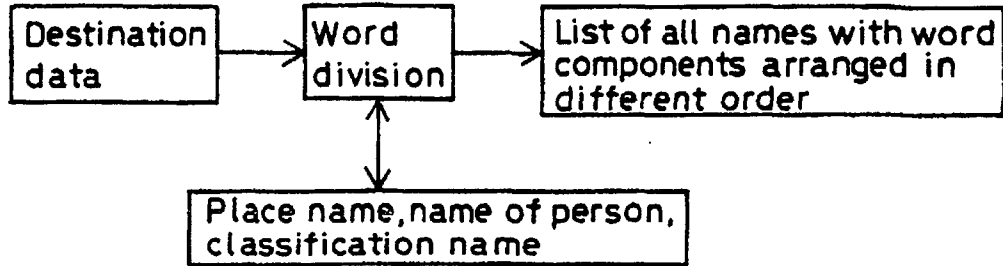 Destination
data
Word
division
List of all names with word
components arranged in
different order
Place name, name of person,
classification name